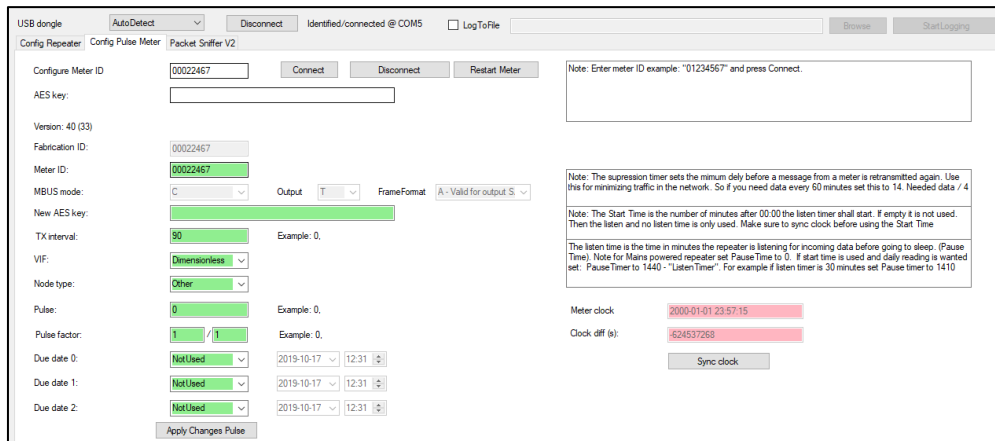 USB dongle AutoDetect Disconnect Identified/connected @ COM5 LogToFile Browse StartLogging
Config Repeater Config Pulse Meter Packet Sniffer V2
Configure Meter ID 00022467 Connect Disconnect Restart Meter
AES key:
Version: 40 (33)
Fabrication ID: 00022467
Meter ID: 00022467
MBUS mode: C Output T FrameFormat A - Valid for output S.
New AES key:
TX interval: 90 Example: 0,
VIF: Dimensionless
Node type: Other
Pulse: 0 Example: 0,
Pulse factor: 1 / 1 Example: 0,
Due date 0: NotUsed 2019-10-17 12:31
Due date 1: NotUsed 2019-10-17 12:31
Due date 2: NotUsed 2019-10-17 12:31
Apply Changes Pulse
Note: Enter meter ID example: "01234567" and press Connect.
Note: The supression timer sets the mimum dely before a message from a meter is retransmitted again. Use
this for minimizing traffic in the network. So if you need data every 60 minutes set this to 14. Needed data / 4
Note: The Start Time is the number of minutes after 00:00 the listen timer shall start. If empty it is not used.
Then the listen and no listen time is only used. Make sure to sync clock before using the Start Time
The listen time is the time in minutes the repeater is listening for incoming data before going to sleep. (Pause
Time). Note for Mains powered repeater set PauseTime to 0. If start time is used and daily reading is wanted
set: PauseTimer to 1440 - "ListenTimer". For example if listen timer is 30 minutes set Pause timer to 1410
Meter clock 2000-01-01 23:57:15
Clock diff (s): -624537268
Sync clock